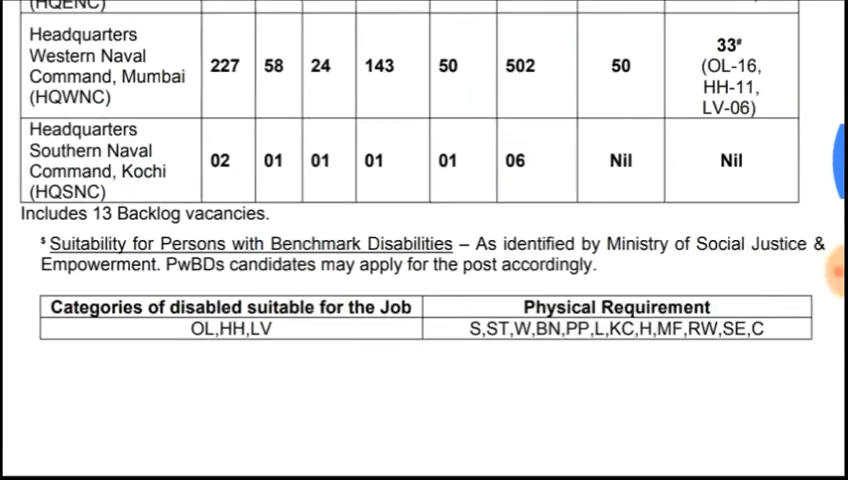 (HQENC)
Headquarters
Western Naval
Command, Mumbai
(HQWNC)
227 58 24 143 50 502 50
33#
(OL-16,
HH-11,
LV-06)
Headquarters
Southern Naval
Command, Kochi
(HQSNC)
02 01 01 01 01 06 Nil Nil
Includes 13 Backlog vacancies.
$ Suitability for Persons with Benchmark Disabilities – As identified by Ministry of Social Justice &
Empowerment. PwBDs candidates may apply for the post accordingly.
Categories of disabled suitable for the Job Physical Requirement
OL,HH,LV S,ST,W,BN,PP,L,KC,H,MF,RW,SE,C